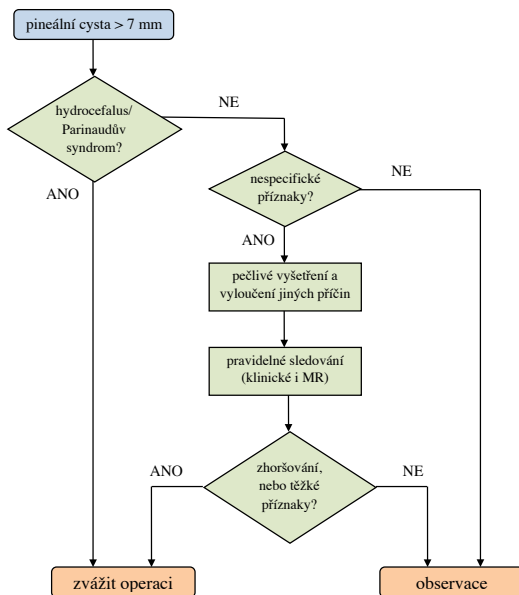 pineální cysta > 7 mm
hydrocefalus/
Parinaudův
syndrom?
NE
ANO
nespecifické
příznaky?
NE
ANO
pečlivé vyšetření a
vyloučení jiných příčin
pravidelné sledování
(klinické i MR)
zhoršování,
nebo těžké
příznaky?
ANO
NE
zvážit operaci
observace